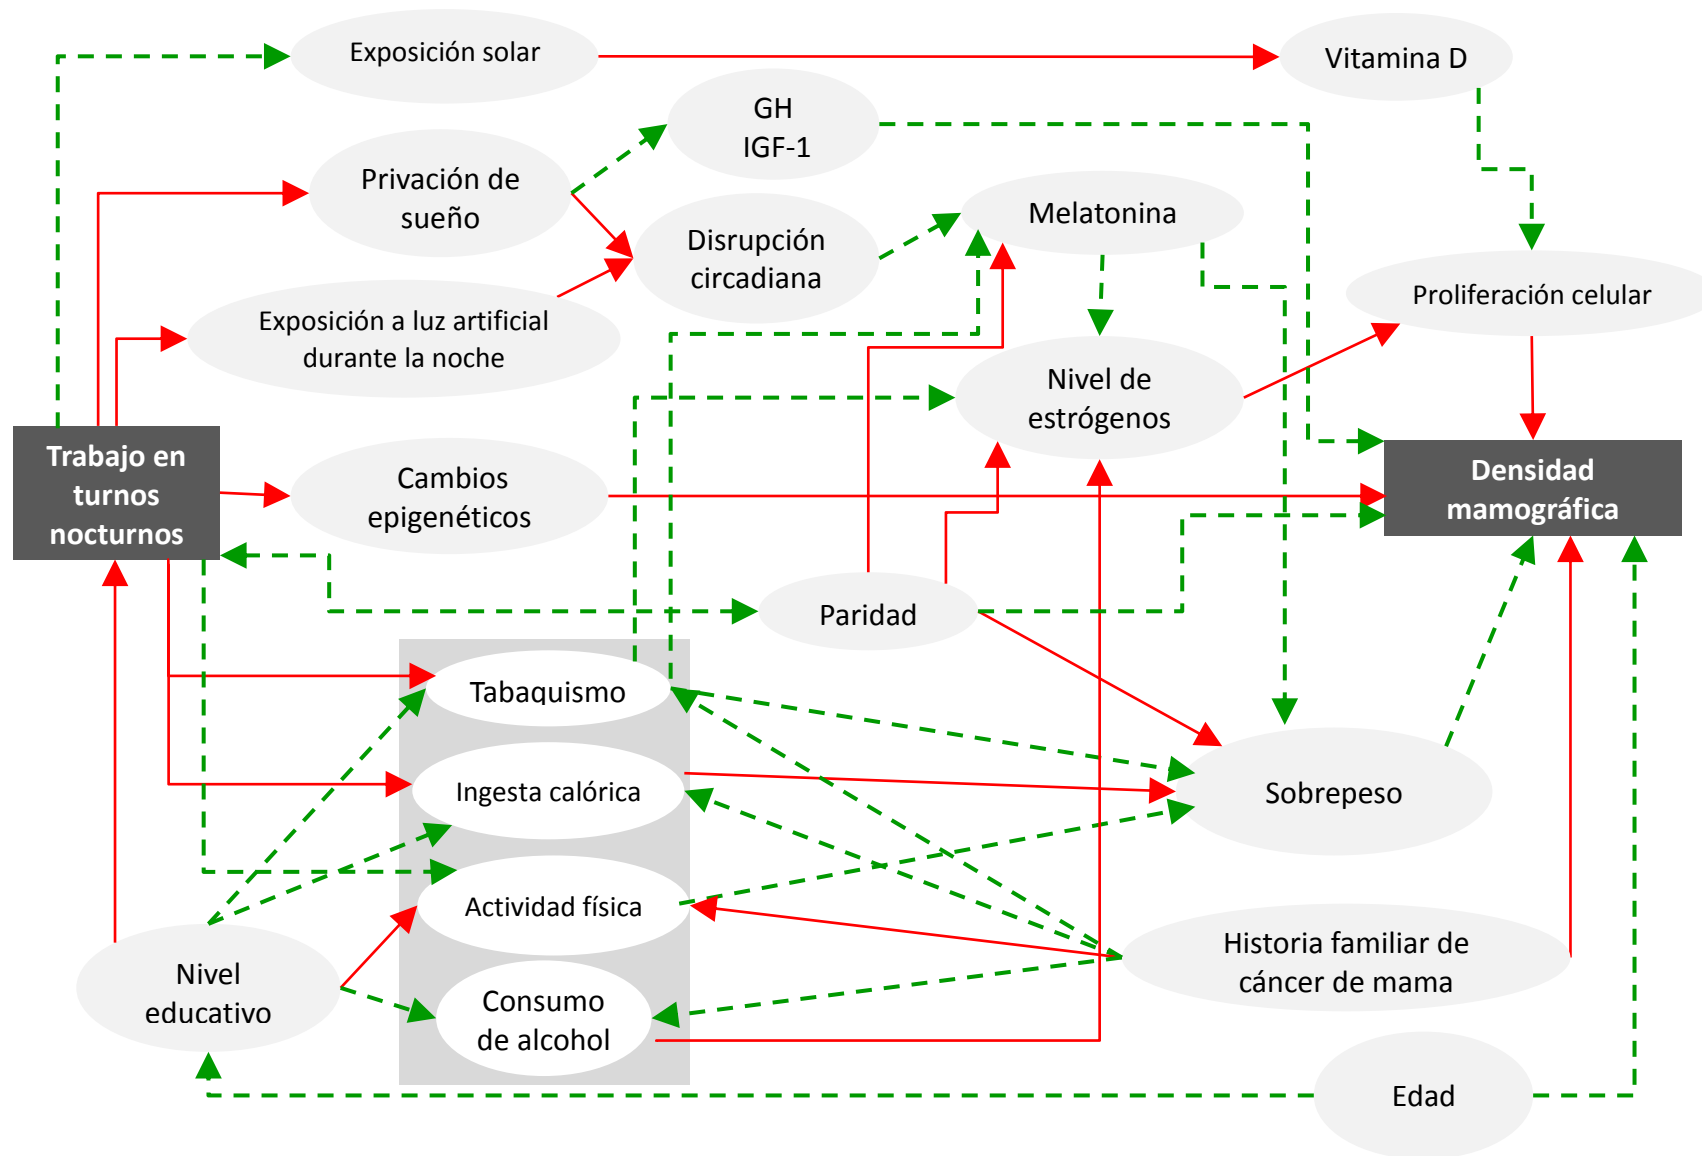 Exposición solar
Vitamina D
GH
IGF-1
Privación de
sueño
Melatonina
Disrupción
circadiana
Proliferación celular
Exposición a luz artificial
durante la noche
Nivel de
estrógenos
Trabajo en
turnos
nocturnos
Cambios
epigenéticos
Densidad
mamográfica
Paridad
Tabaquismo
Ingesta calórica
Sobrepeso
Actividad física
Historia familiar de
cáncer de mama
Nivel
educativo
Consumo
de alcohol
Edad